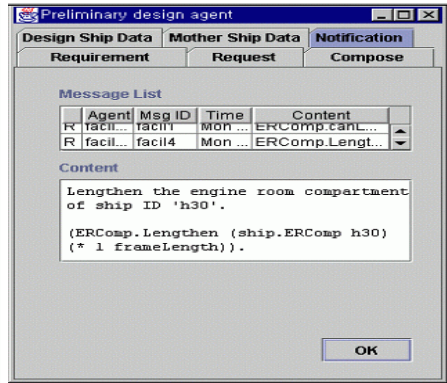 Preliminary design agent
Design Ship Data Mother Ship Data Notification
Requirement Request Compose
Message List
Agent Msg ID Time Content
R facil... facil1 Mon ... ERComp.canL...
R facil... facil4 Mon ... ERComp.Lengt...
Content
Lengthen the engine room compartment
of ship ID 'h30'.
(ERComp.Lengthen (ship.ERComp h30)
(* 1 frameLength)).
OK